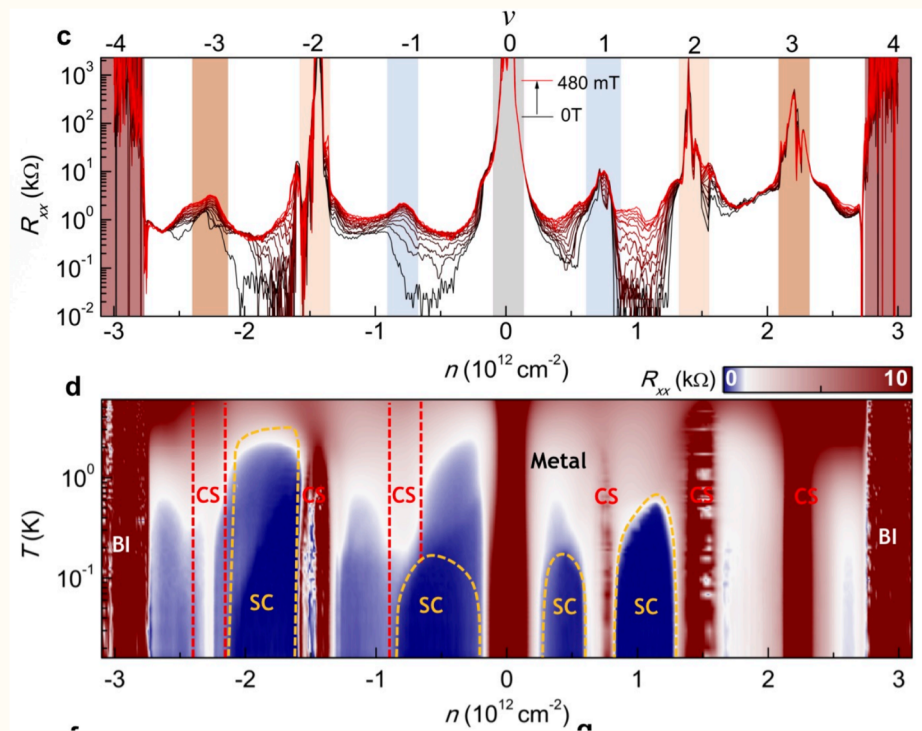 c
ν
-4 -3 -2 -1 0 1 2 3 4
10³
10²
10¹
10⁰
10⁻¹
10⁻²
Rxx (kΩ)
480 mT
0T
-3 -2 -1 0 1 2 3
n (10¹² cm⁻²)
d
Rxx (kΩ) 0 10
T (K)
10⁰
10⁻¹
Metal
CS CS CS CS CS CS
BI BI
SC SC SC SC
-3 -2 -1 0 1 2 3
n (10¹² cm⁻²)